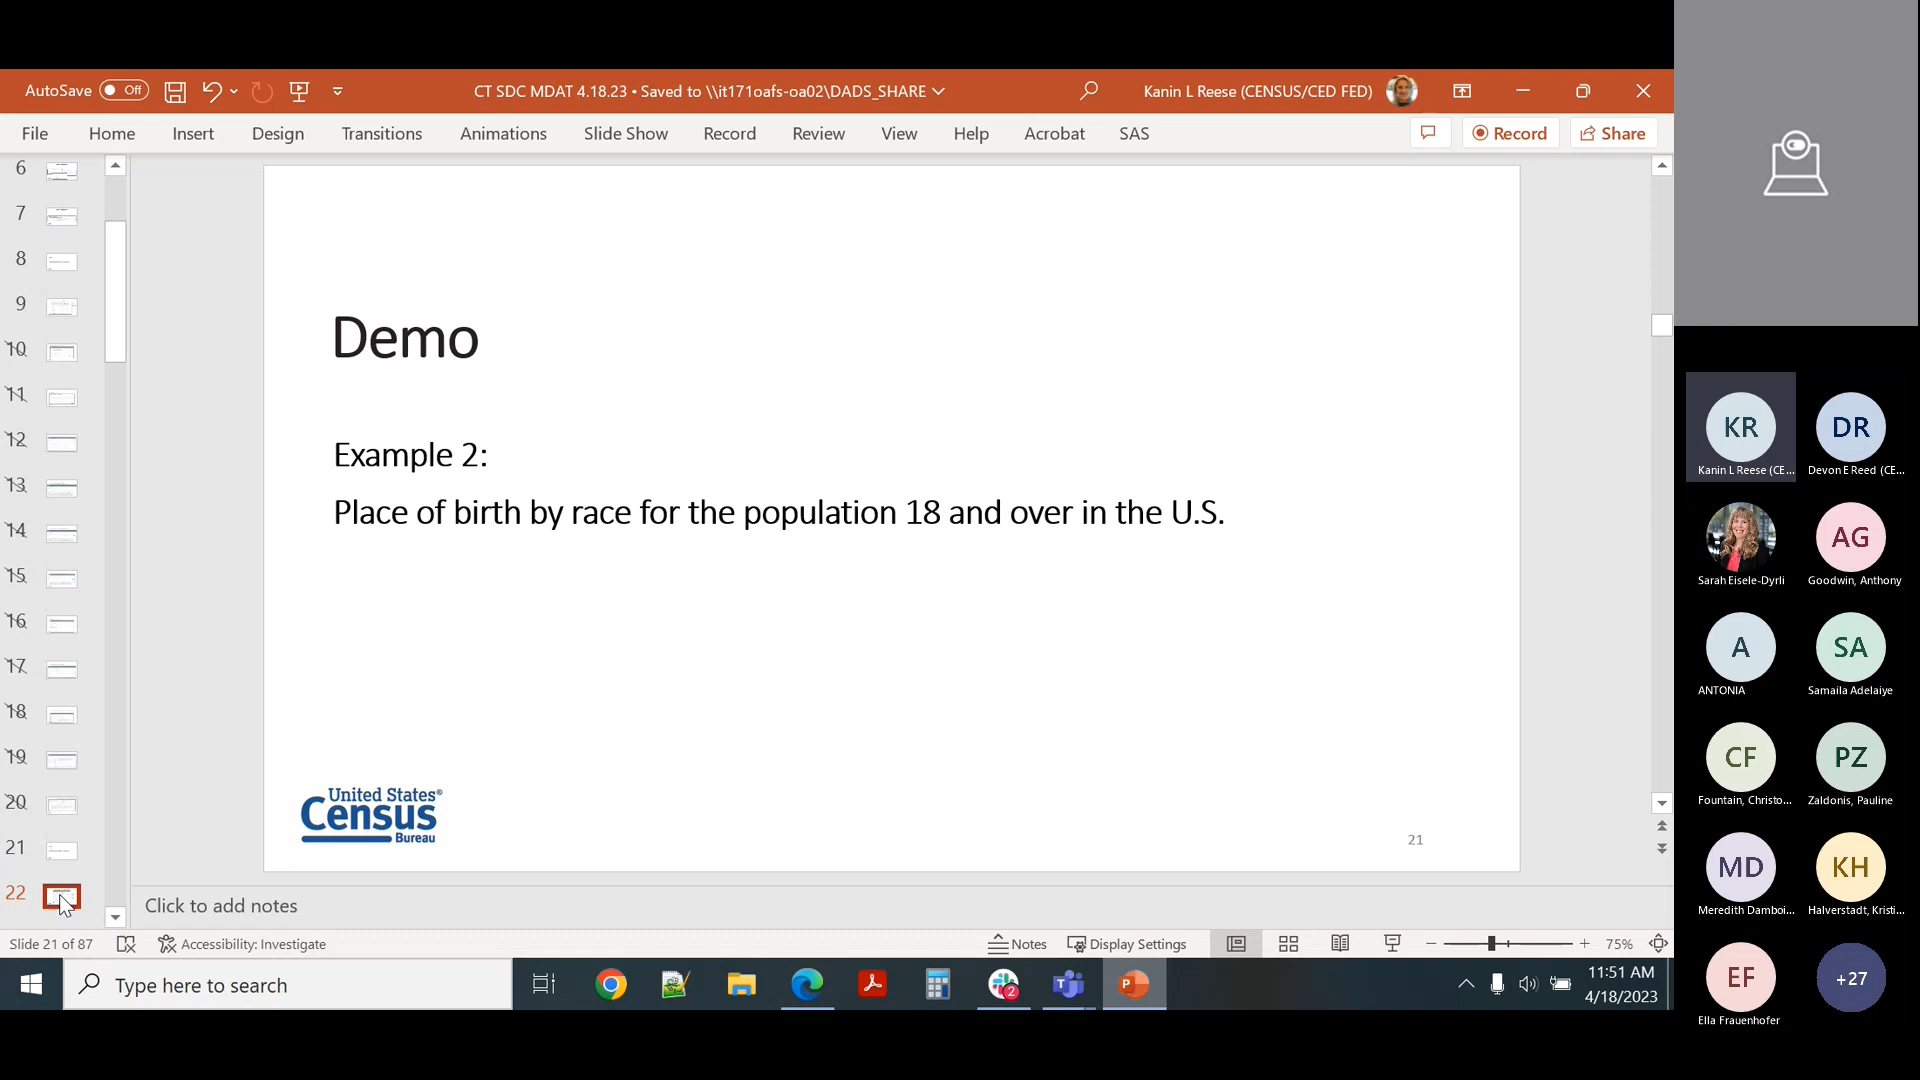 AutoSave Off
CT SDC MDAT 4.18.23 • Saved to \\it171oafs-oa02\DADS_SHARE
Kanin L Reese (CENSUS/CED FED)
File Home Insert Design Transitions Animations Slide Show Record Review View Help Acrobat SAS
Record Share
6
7
8
9
10
11
12
13
14
15
16
17
18
19
20
21
22
Demo
Example 2:
Place of birth by race for the population 18 and over in the U.S.
United States®
Census
Bureau
21
Click to add notes
Slide 21 of 87 Accessibility: Investigate Notes Display Settings 75%
Type here to search
2
11:51 AM
4/18/2023
KR DR
Kanin L Reese (CE... Devon E Reed (CE...
AG
Sarah Eisele-Dyrli Goodwin, Anthony
A SA
ANTONIA Samaila Adelaiye
CF PZ
Fountain, Christo... Zaldonis, Pauline
MD KH
Meredith Damboi... Halverstadt, Kristi...
EF +27
Ella Frauenhofer